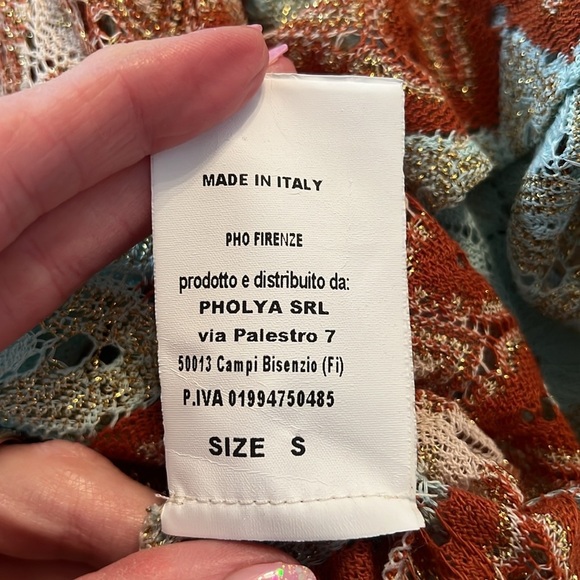 MADE IN ITALY
PHO FIRENZE
prodotto e distribuito da:
PHOLYA SRL
via Palestro 7
50013 Campi Bisenzio (Fi)
P.IVA 01994750485
SIZE S